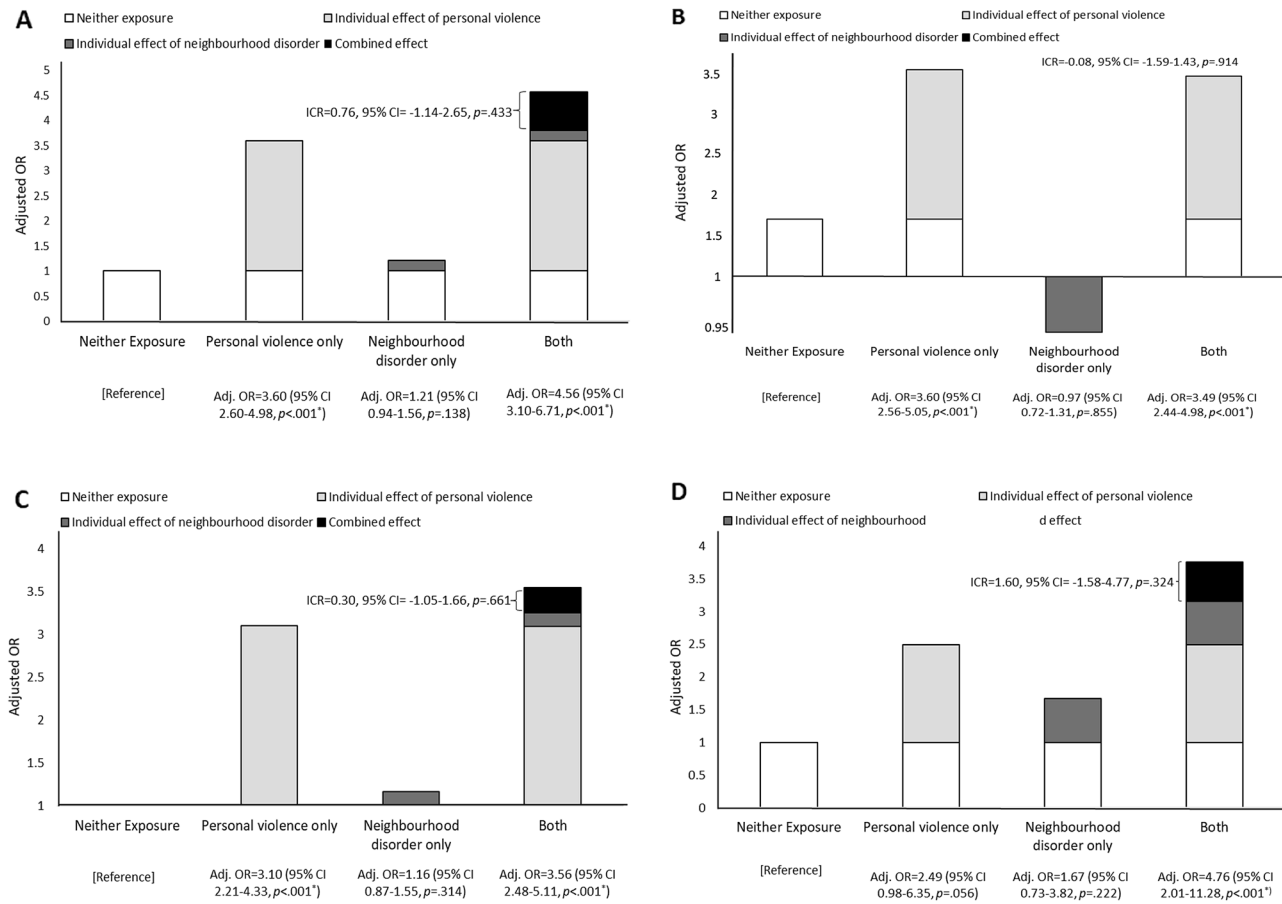 A
Neither exposure
Individual effect of personal violence
Individual effect of neighbourhood disorder
Combined effect
5
4.5
4
3.5
3
2.5
2
1.5
1
0.5
0
Adjusted OR
ICR=0.76, 95% CI= -1.14-2.65, p=.433
Neither Exposure
Personal violence only
Neighbourhood
disorder only
Both
[Reference]
Adj. OR=3.60 (95% CI
2.60-4.98, p<.001*)
Adj. OR=1.21 (95% CI
0.94-1.56, p=.138)
Adj. OR=4.56 (95% CI
3.10-6.71, p<.001*)
B
Neither exposure
Individual effect of personal violence
Individual effect of neighbourhood disorder
Combined effect
ICR=-0.08, 95% CI= -1.59-1.43, p=.914
3.5
3
2.5
2
1.5
1
0.95
Adjusted OR
Neither Exposure
Personal violence only
Neighbourhood
disorder only
Both
[Reference]
Adj. OR=3.60 (95% CI
2.56-5.05, p<.001*)
Adj. OR=0.97 (95% CI
0.72-1.31, p=.855)
Adj. OR=3.49 (95% CI
2.44-4.98, p<.001*)
C
Neither exposure
Individual effect of personal violence
Individual effect of neighbourhood disorder
Combined effect
4
3.5
3
2.5
2
1.5
1
Adjusted OR
ICR=0.30, 95% CI= -1.05-1.66, p=.661
Neither Exposure
Personal violence only
Neighbourhood
disorder only
Both
[Reference]
Adj. OR=3.10 (95% CI
2.21-4.33, p<.001*)
Adj. OR=1.16 (95% CI
0.87-1.55, p=.314)
Adj. OR=3.56 (95% CI
2.48-5.11, p<.001*)
D
Neither exposure
Individual effect of personal violence
Individual effect of neighbourhood
d effect
4
3.5
3
2.5
2
1.5
1
0.5
0
Adjusted OR
ICR=1.60, 95% CI= -1.58-4.77, p=.324
Neither Exposure
Personal violence only
Neighbourhood
disorder only
Both
[Reference]
Adj. OR=2.49 (95% CI
0.98-6.35, p=.056)
Adj. OR=1.67 (95% CI
0.73-3.82, p=.222)
Adj. OR=4.76 (95% CI
2.01-11.28, p<.001*)